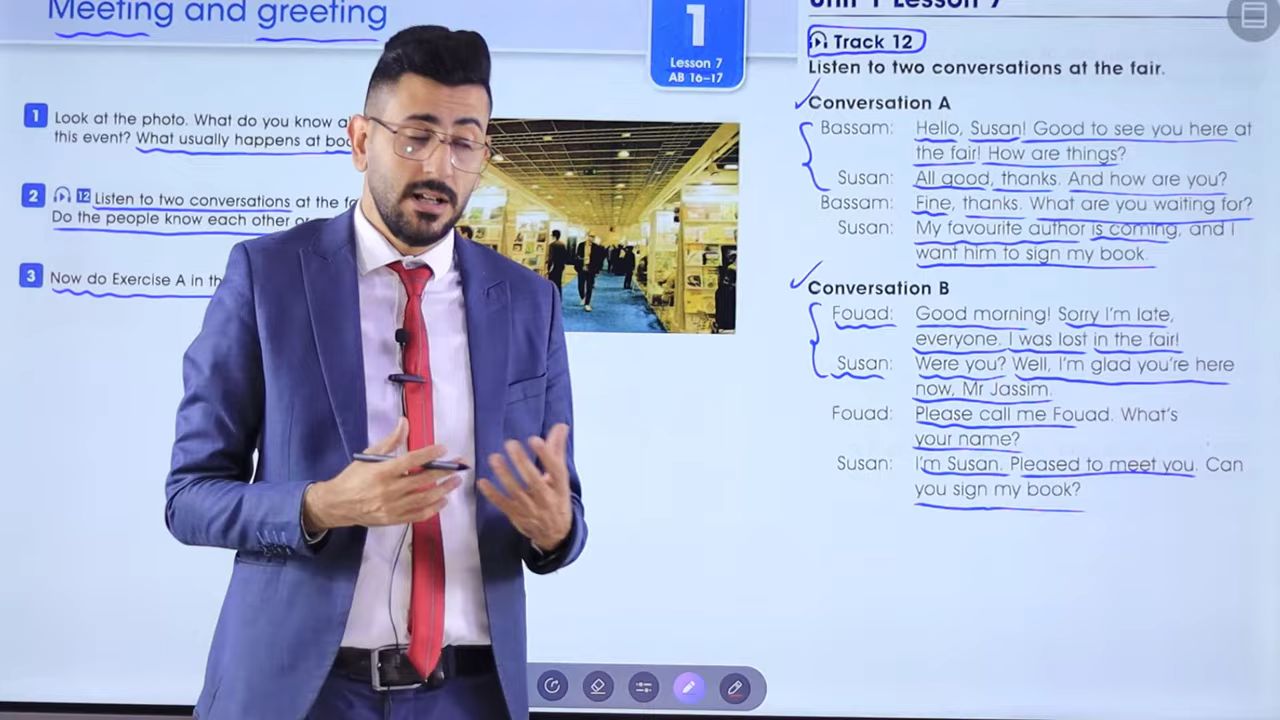 Meeting and greeting
1
Lesson 7
AB 16–17
1 Look at the photo. What do you know
this event? What usually happens at
2 12 Listen to two conversations at the
Do the people know each other
3 Now do Exercise A in
Unit 1 Lesson 7
Track 12
Listen to two conversations at the fair.
Conversation A
Bassam: Hello, Susan! Good to see you here at
the fair! How are things?
Susan: All good, thanks. And how are you?
Bassam: Fine, thanks. What are you waiting for?
Susan: My favourite author is coming, and I
want him to sign my book.
Conversation B
Fouad: Good morning! Sorry I'm late,
everyone. I was lost in the fair!
Susan: Were you? Well, I'm glad you're here
now, Mr Jassim.
Fouad: Please call me Fouad. What's
your name?
Susan: I'm Susan. Pleased to meet you. Can
you sign my book?